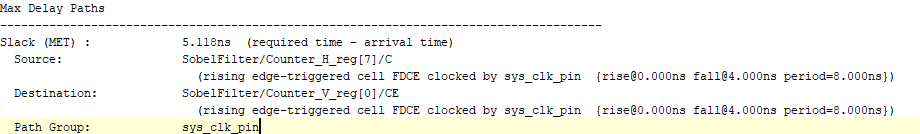 Max Delay Paths
--------------------------------------------------------------------------------------
Slack (MET) :             5.118ns  (required time - arrival time)
  Source:                 SobelFilter/Counter_H_reg[7]/C
                            (rising edge-triggered cell FDCE clocked by sys_clk_pin  {rise@0.000ns fall@4.000ns period=8.000ns})
  Destination:            SobelFilter/Counter_V_reg[0]/CE
                            (rising edge-triggered cell FDCE clocked by sys_clk_pin  {rise@0.000ns fall@4.000ns period=8.000ns})
  Path Group:             sys_clk_pin